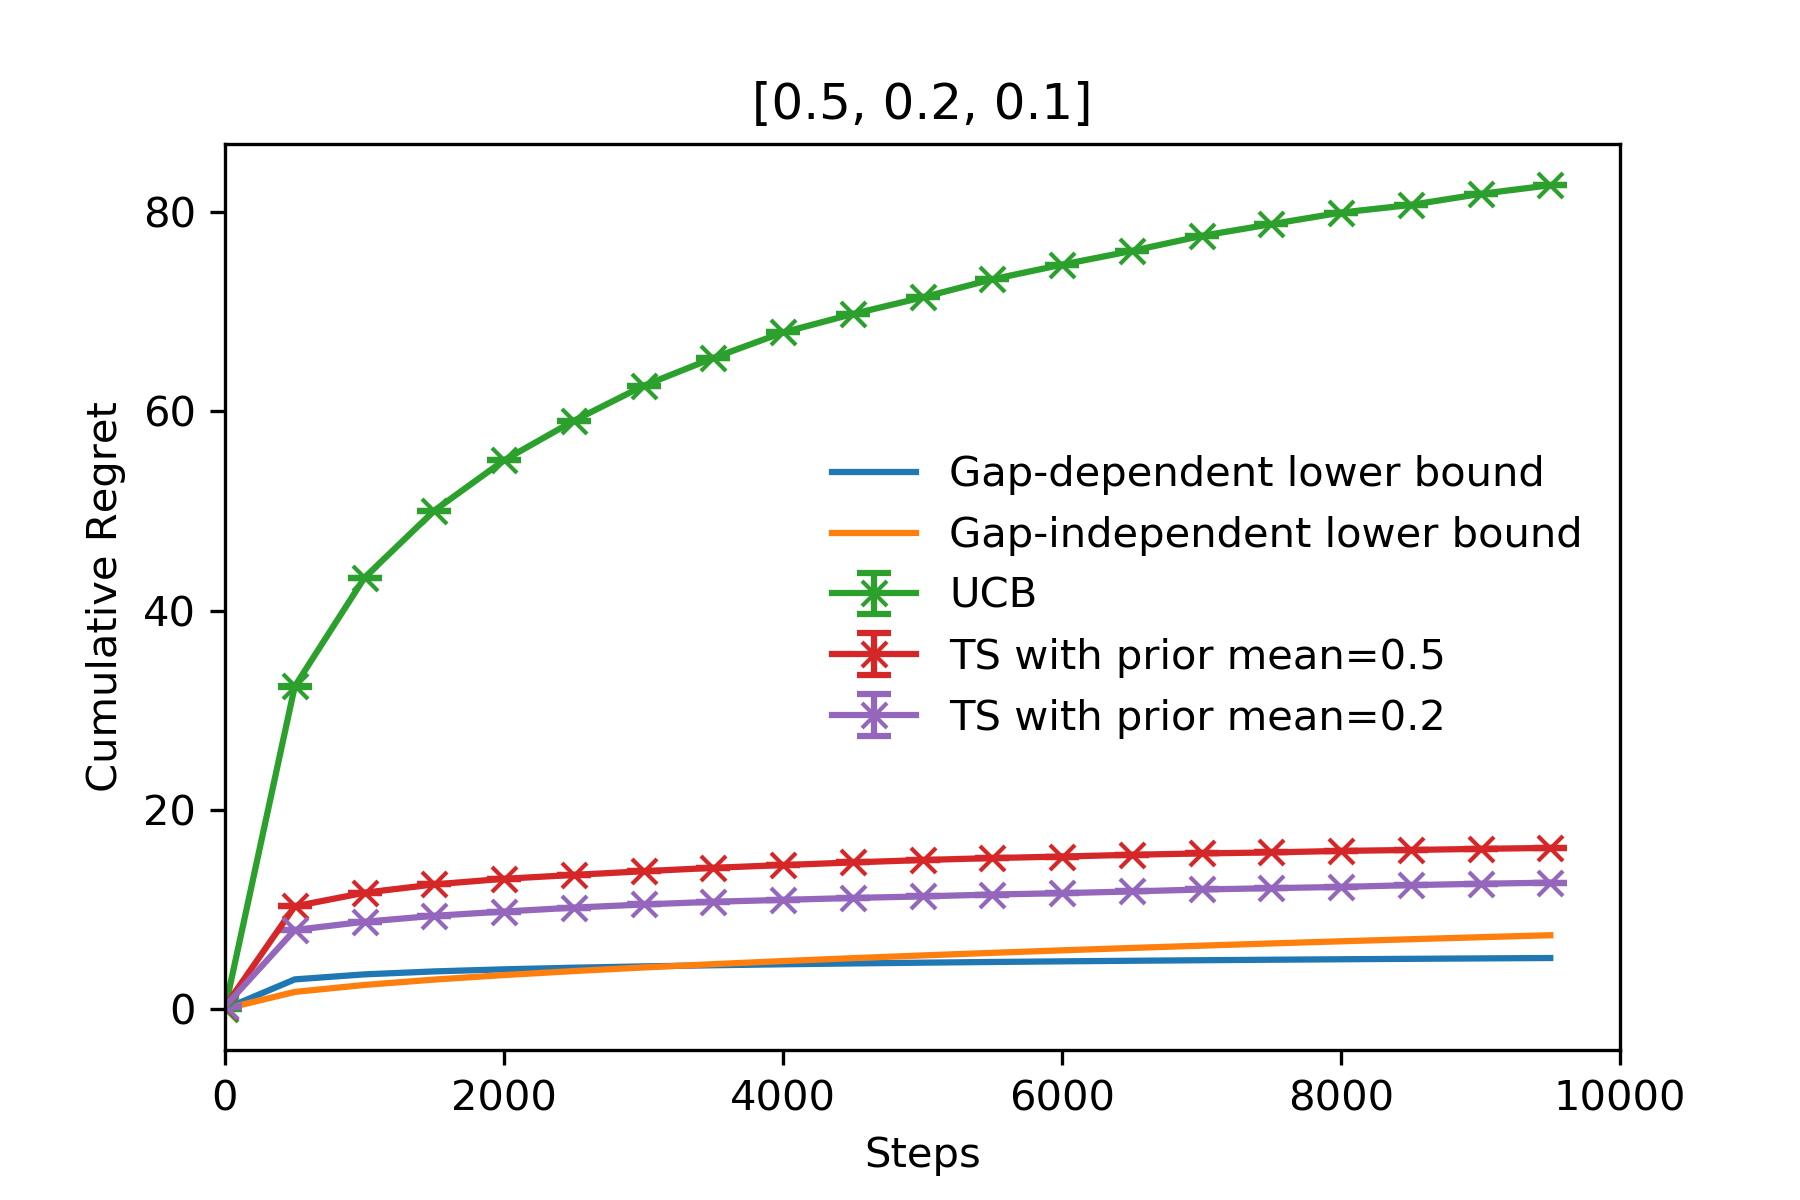 [0.5, 0.2, 0.1]
Cumulative Regret
80
60
40
20
0
Gap-dependent lower bound
Gap-independent lower bound
UCB
TS with prior mean=0.5
TS with prior mean=0.2
0 2000 4000 6000 8000 10000
Steps